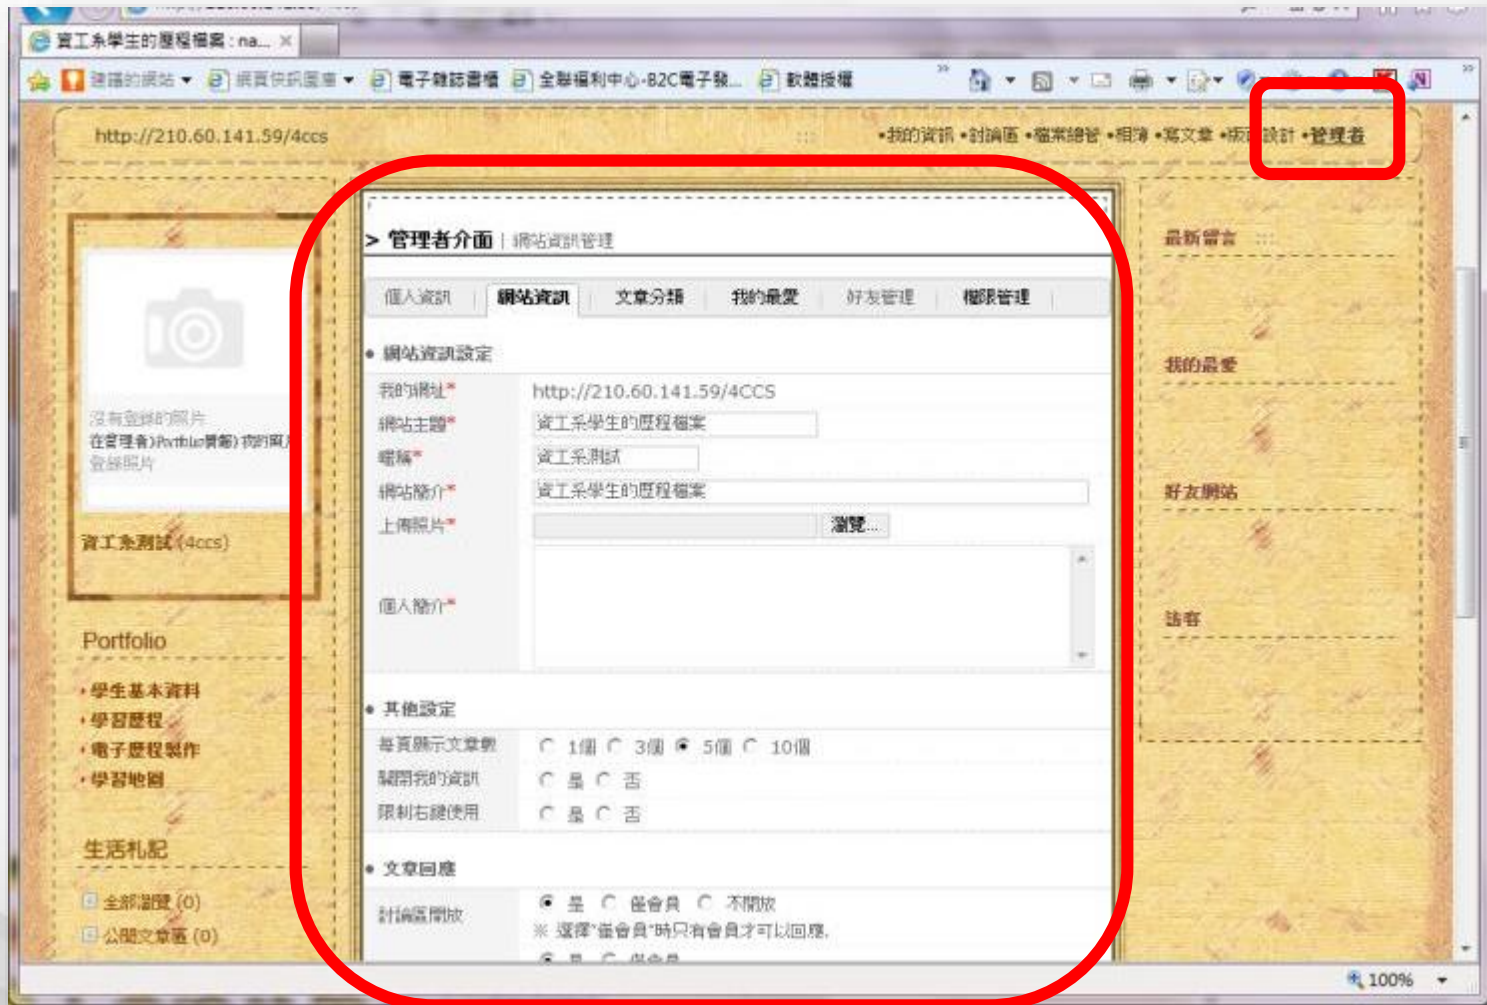 資工系學生的歷程檔案 : na...
建議的網站 網頁快訊圖庫 電子雜誌書櫃 全聯福利中心-B2C電子發... 軟體授權
http://210.60.141.59/4ccs
•我的資訊 •討論區 •檔案總管 •相簿 •寫文章 •版面設計 •管理者
沒有登錄的照片
登錄照片
資工系測試 (4ccs)
Portfolio
學生基本資料
學習歷程
電子歷程製作
學習地圖
生活札記
全部瀏覽 (0)
公開文章區 (0)
> 管理者介面 | 網站資訊管理
個人資訊 | 網站資訊 | 文章分類 | 我的最愛 | 好友管理 | 權限管理 |
● 網站資訊設定
我的網址* http://210.60.141.59/4CCS
網站主題* 資工系學生的歷程檔案
暱稱* 資工系測試
網站簡介* 資工系學生的歷程檔案
上傳照片* 瀏覽...
個人簡介*
● 其他設定
每頁顯示文章數 1個 3個 5個 10個
關閉我的資訊 是 否
限制右鍵使用 是 否
● 文章回應
討論區開放 是 僅會員 不開放
※ 選擇"僅會員"時只有會員才可以回應.
是 僅會員
最新留言
我的最愛
好友網站
訪客
100%